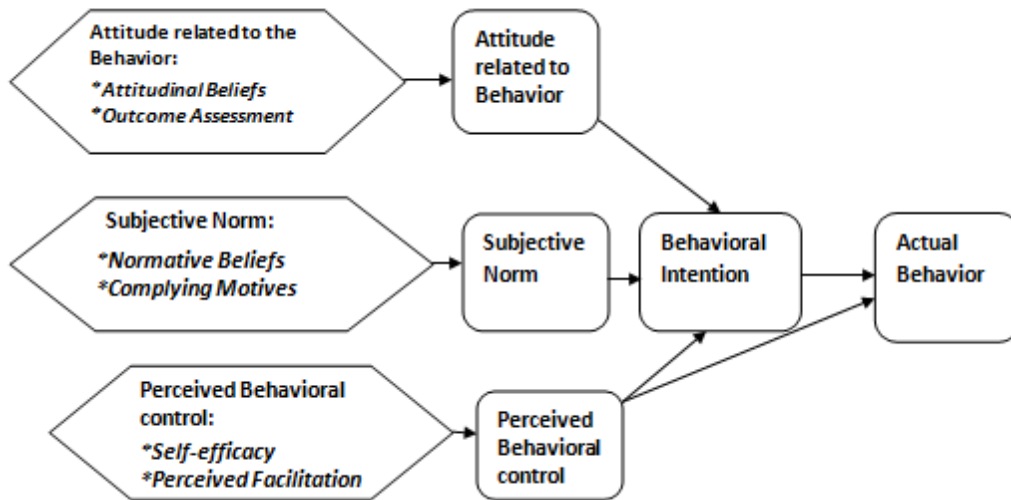 Attitude related to the
Behavior:
*Attitudinal Beliefs
*Outcome Assessment
Attitude
related to
Behavior
Subjective Norm:
*Normative Beliefs
*Complying Motives
Subjective
Norm
Behavioral
Intention
Actual
Behavior
Perceived Behavioral
control:
*Self-efficacy
*Perceived Facilitation
Perceived
Behavioral
control